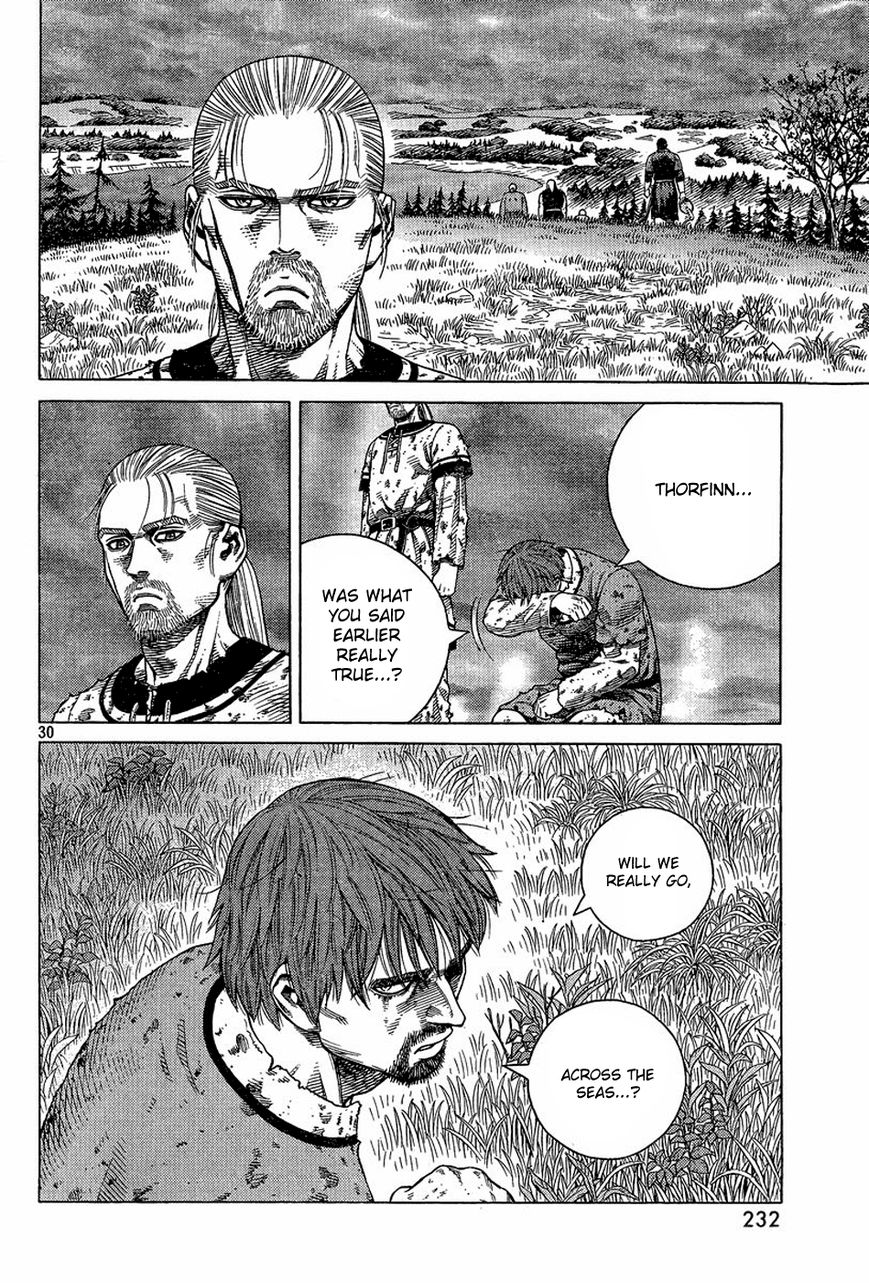 THORFINN...
WAS WHAT
YOU SAID
EARLIER
REALLY
TRUE...?
30
WILL WE
REALLY GO,
ACROSS THE
SEAS...?
232